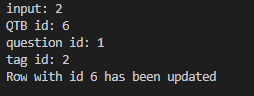 input: 2
QTB id: 6
question id: 1
tag id: 2
Row with id 6 has been updated